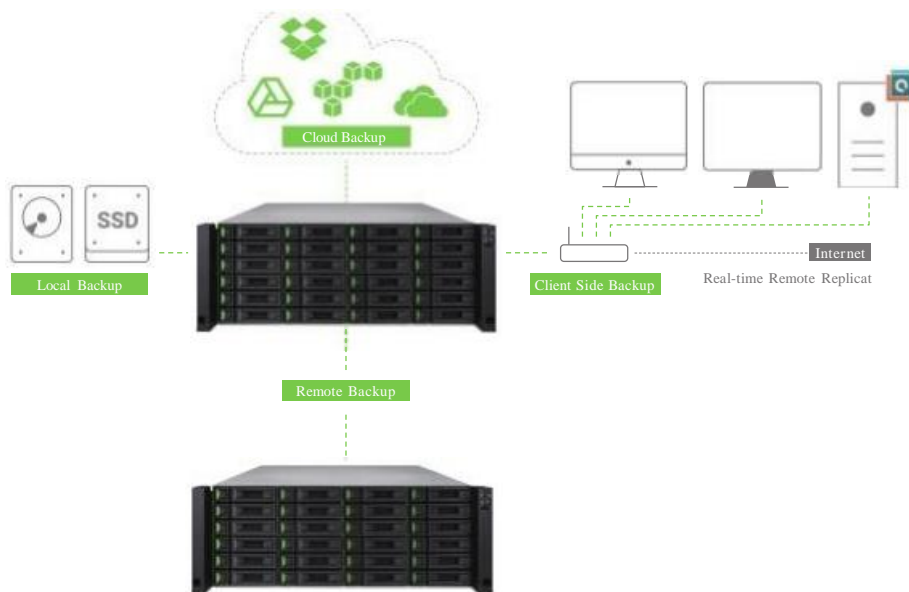 Cloud Backup
SSD
Local Backup
Client Side Backup
Internet
Real-time Remote Replicat
Remote Backup